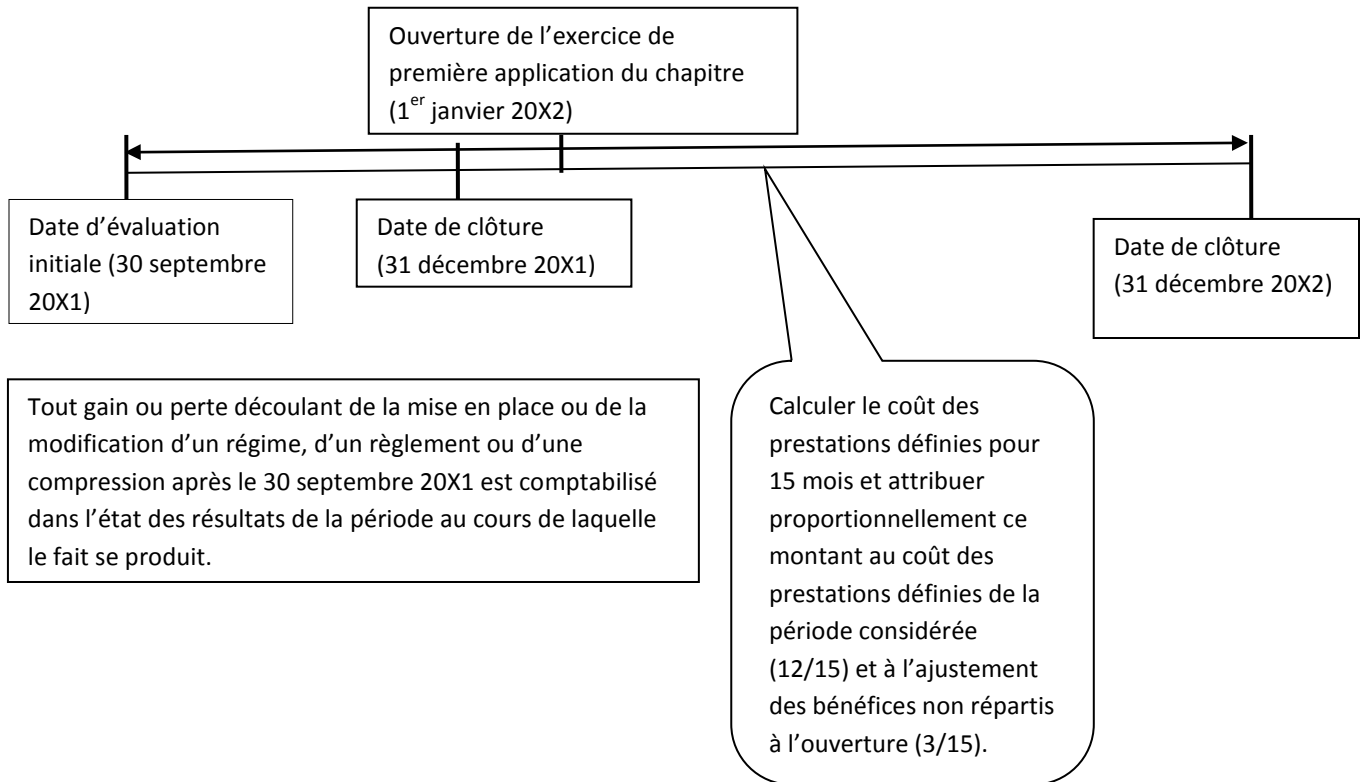 Ouverture de l’exercice de
première application du chapitre
(1er janvier 20X2)
Date d’évaluation
initiale (30 septembre
20X1)
Date de clôture
(31 décembre 20X1)
Date de clôture
(31 décembre 20X2)
Tout gain ou perte découlant de la mise en place ou de la
modification d’un régime, d’un règlement ou d’une
compression après le 30 septembre 20X1 est comptabilisé
dans l’état des résultats de la période au cours de laquelle
le fait se produit.
Calculer le coût des
prestations définies pour
15 mois et attribuer
proportionnellement ce
montant au coût des
prestations définies de la
période considérée
(12/15) et à l’ajustement
des bénéfices non répartis
à l’ouverture (3/15).